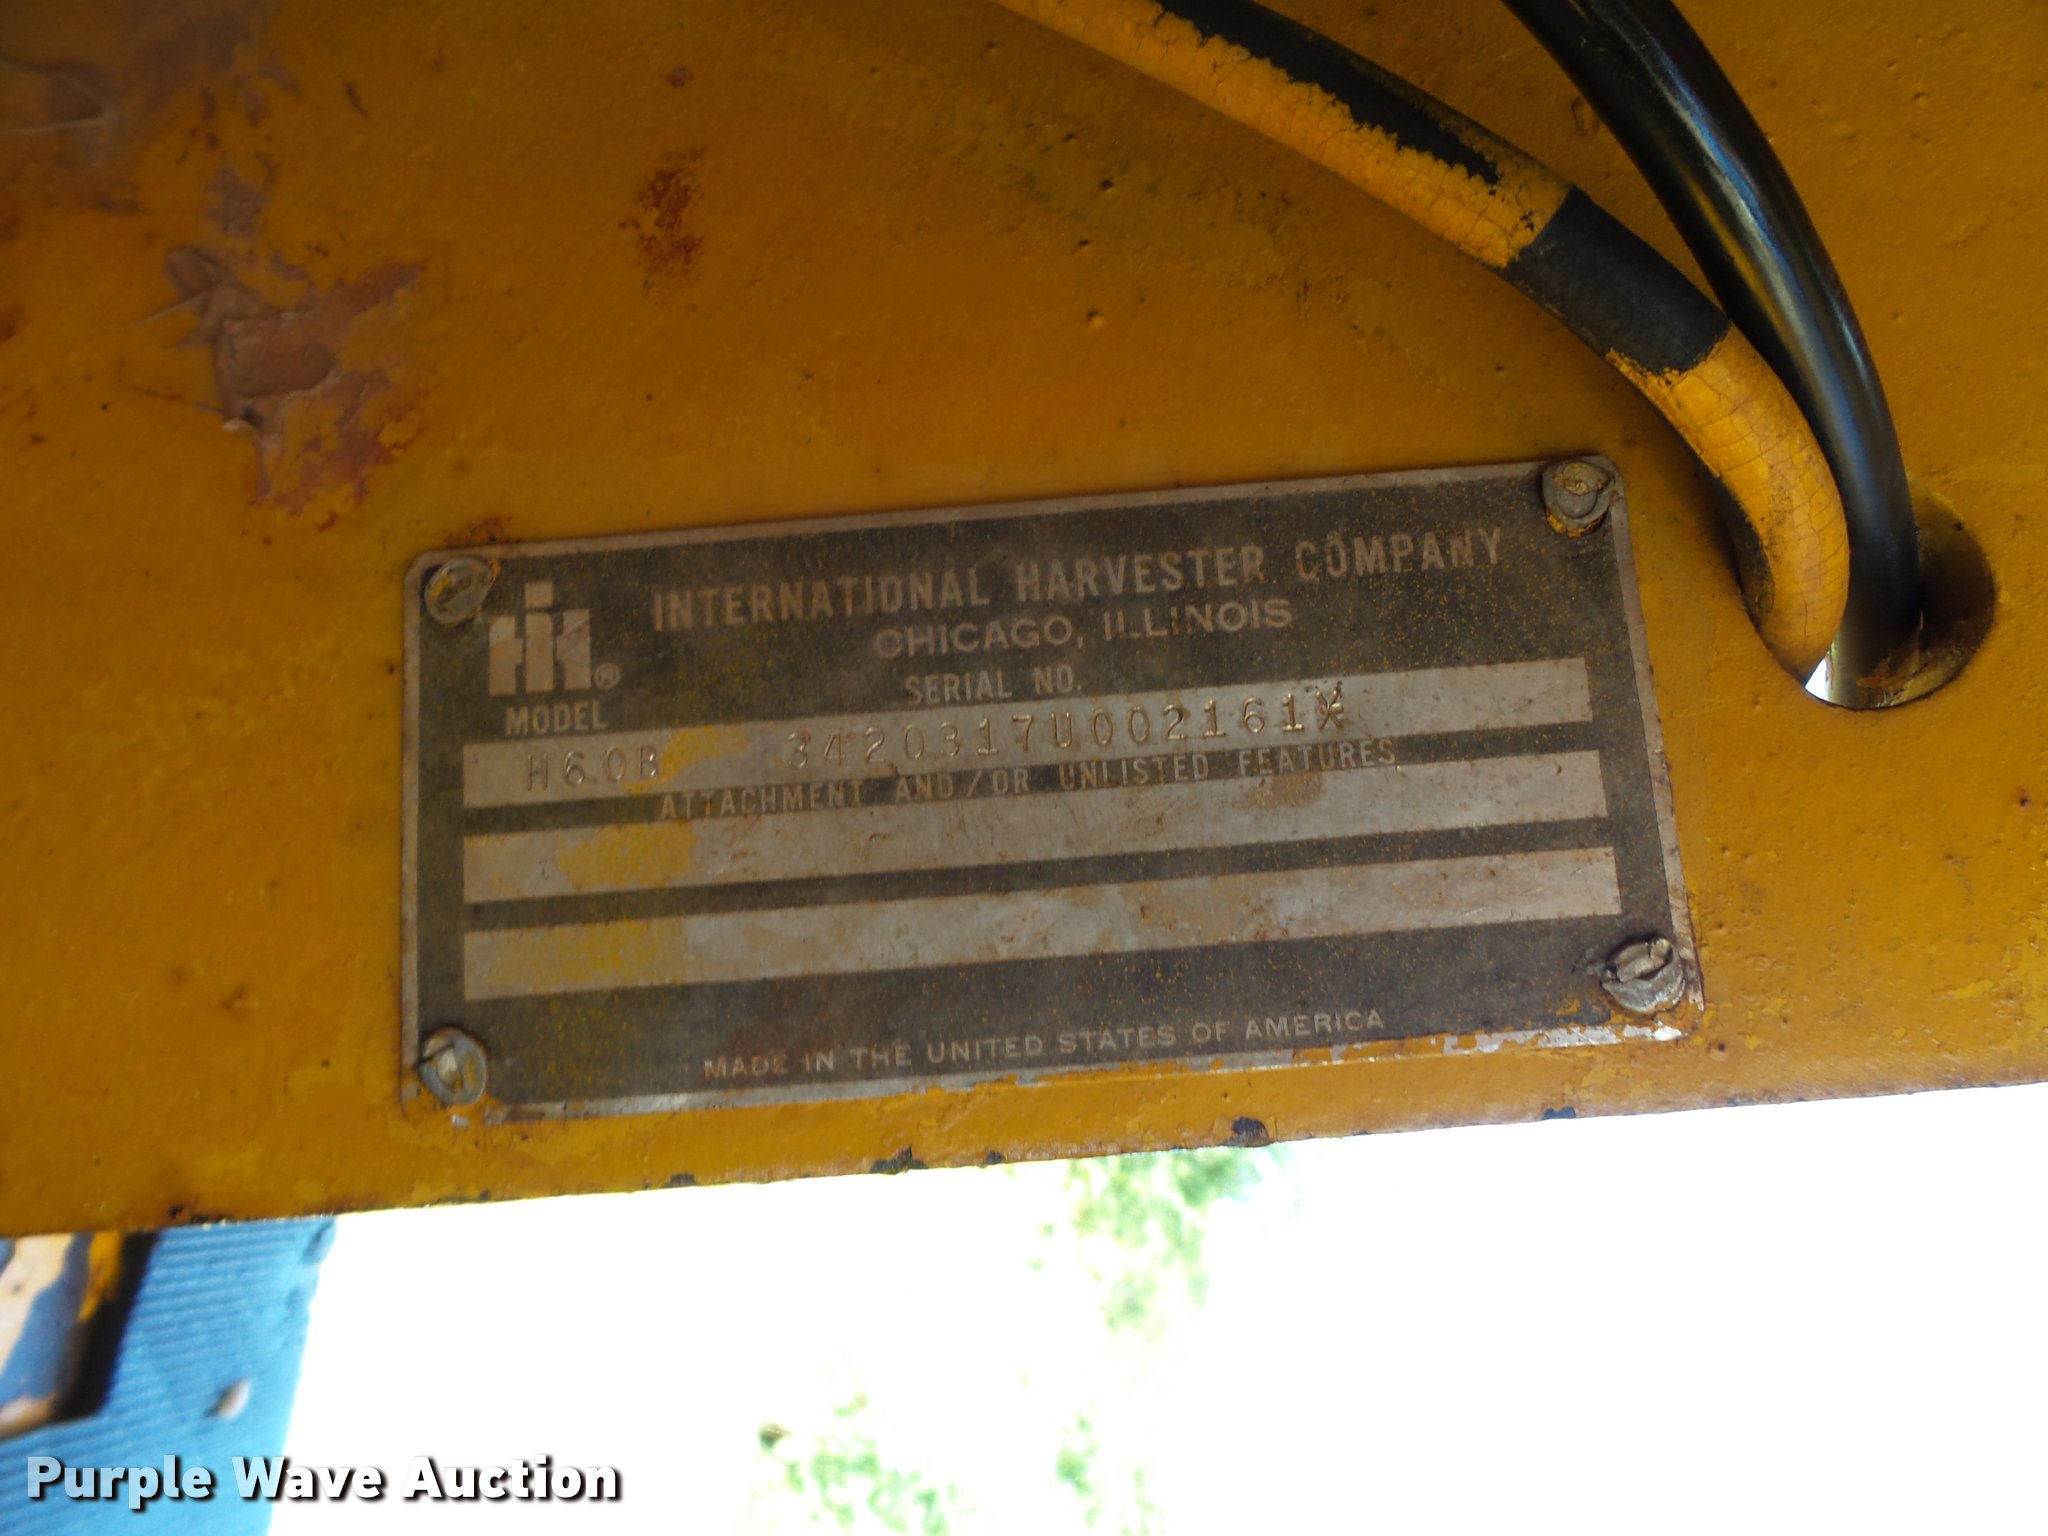 INTERNATIONAL HARVESTER COMPANY
CHICAGO, ILLINOIS
IH®
MODEL SERIAL NO.
H60B 3420317U002161X
ATTACHMENT AND/OR UNLISTED FEATURES
MADE IN THE UNITED STATES OF AMERICA
Purple Wave Auction